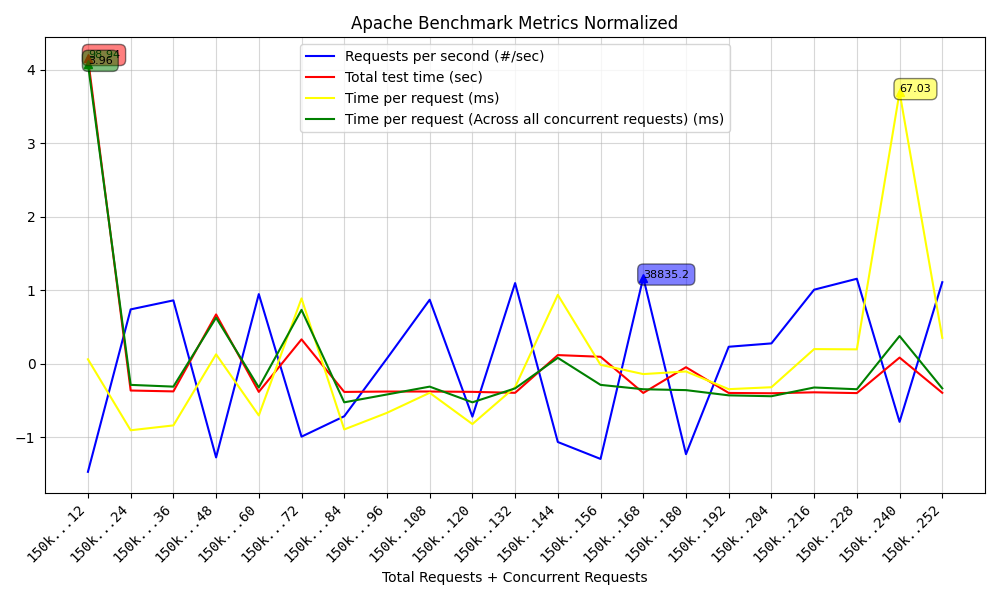 Apache Benchmark Metrics Normalized
Requests per second (#/sec)
Total test time (sec)
Time per request (ms)
Time per request (Across all concurrent requests) (ms)
98.94
3.96
67.03
38835.2
4
3
2
1
0
−1
150k...12
150k...24
150k...36
150k...48
150k...60
150k...72
150k...84
150k...96
150k..108
150k..120
150k..132
150k..144
150k..156
150k..168
150k..180
150k..192
150k..204
150k..216
150k..228
150k..240
150k..252
Total Requests + Concurrent Requests